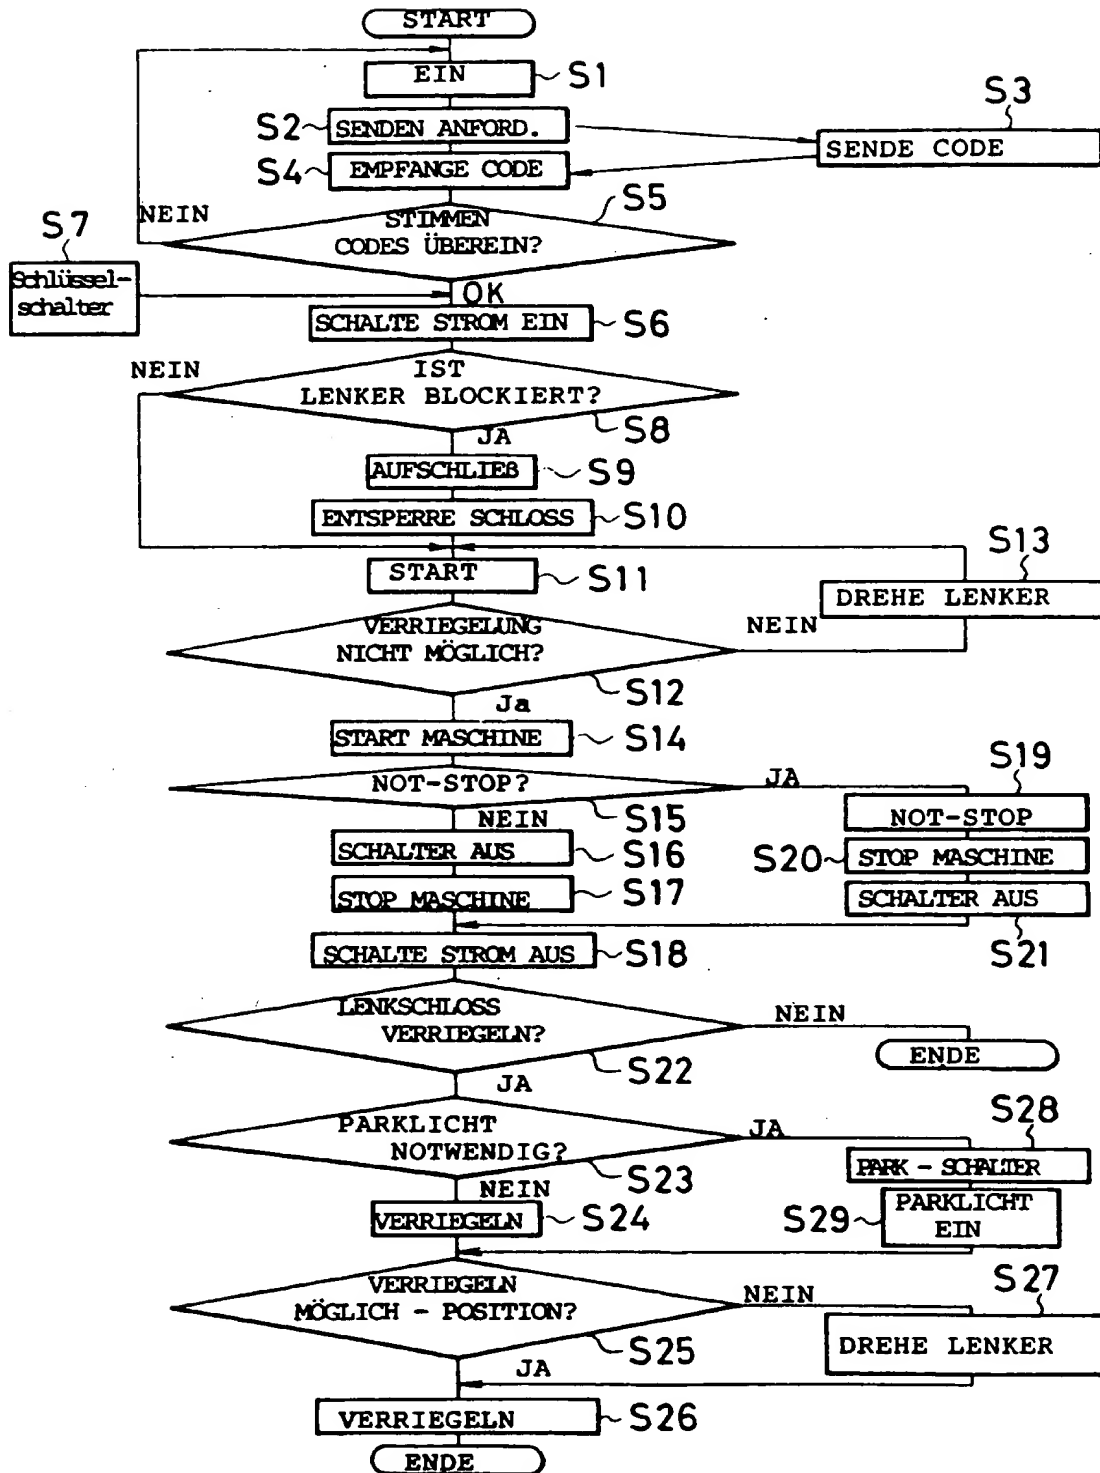 START
EIN S1
S2 SENDEN ANFORD.
S3
SENDE CODE
S4 EMPFANGE CODE
NEIN
S5
STIMMEN
CODES ÜBEREIN?
S7
Schlüssel-
schalter
OK
SCHALTE STROM EIN S6
NEIN
IST
LENKER BLOCKIERT?
S8
JA
AUFSCHLIEß S9
ENTSPERRE SCHLOSS S10
START S11
S13
DREHE LENKER
VERRIEGELUNG
NICHT MÖGLICH?
NEIN
S12
Ja
START MASCHINE S14
NOT-STOP?
JA
S15
NEIN
S19
NOT-STOP
SCHALTER AUS S16
S20 STOP MASCHINE
STOP MASCHINE S17
SCHALTER AUS
S21
SCHALTE STROM AUS S18
LENKSCHLOSS
VERRIEGELN?
NEIN
ENDE
S22
JA
PARKLICHT
NOTWENDIG?
JA
S28
PARK - SCHALTER
S23
NEIN
VERRIEGELN S24
S29 PARKLICHT
EIN
VERRIEGELN
MÖGLICH - POSITION?
NEIN
S27
DREHE LENKER
S25
JA
VERRIEGELN S26
ENDE